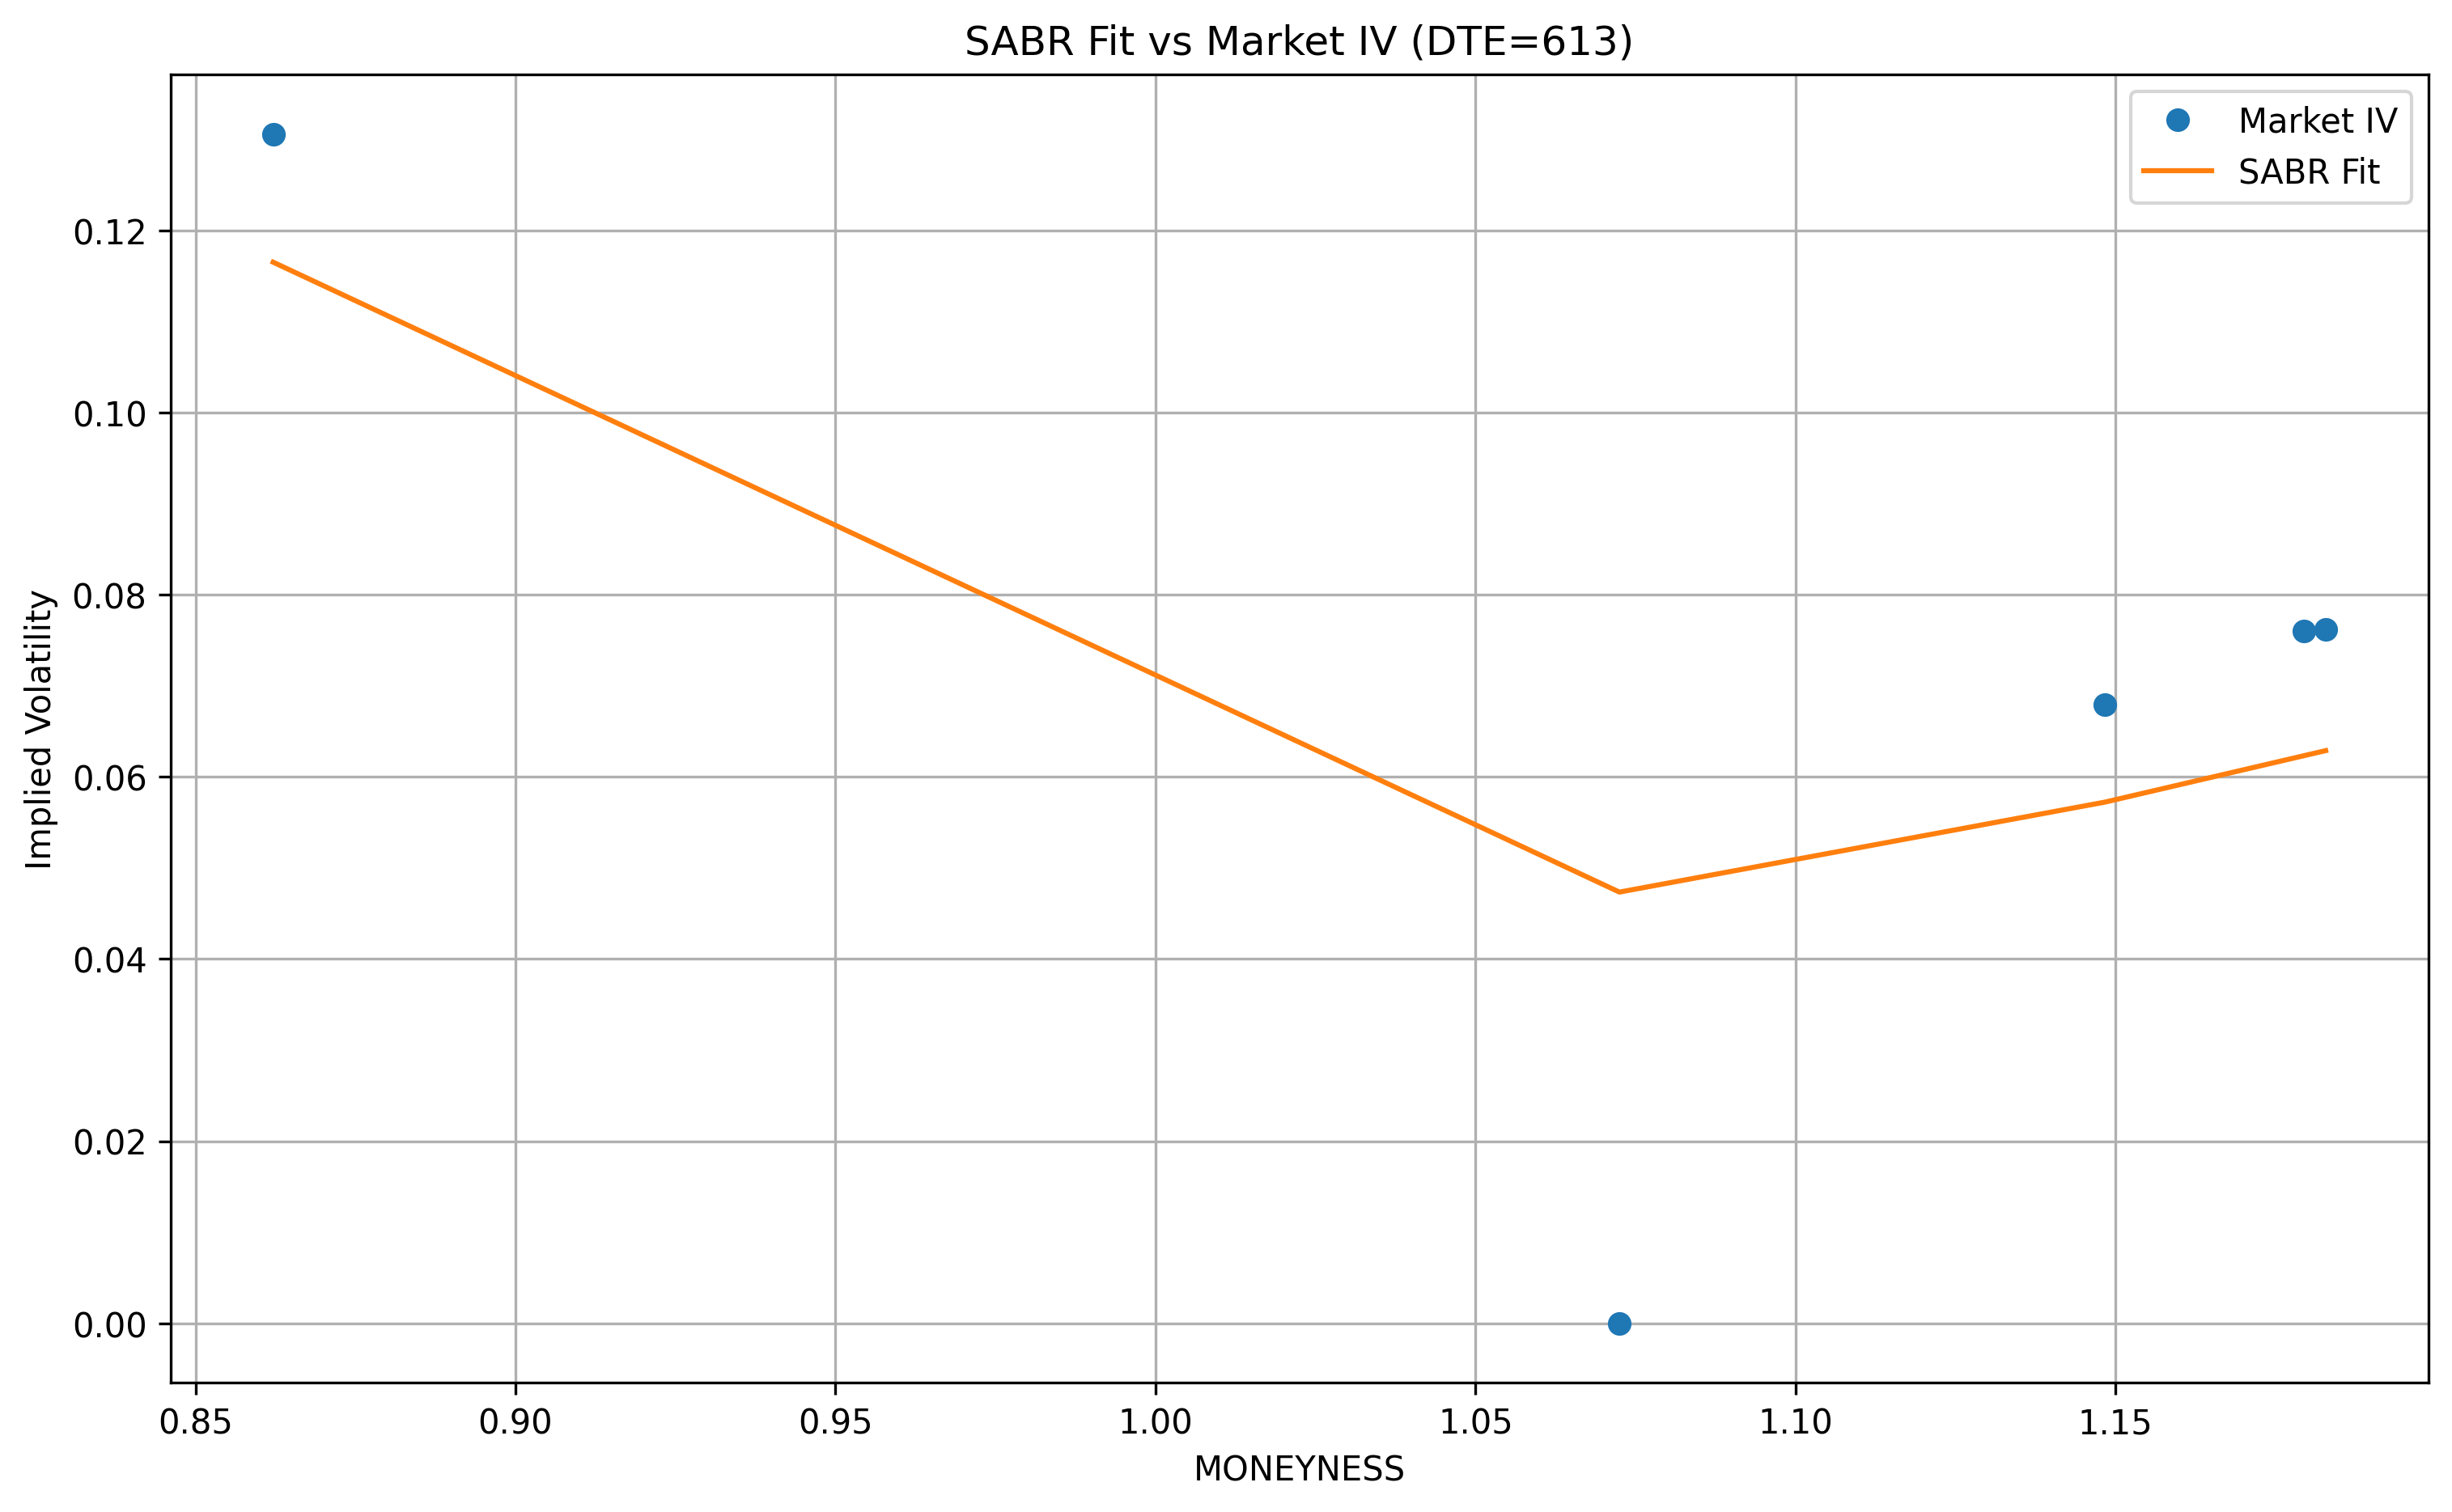 SABR Fit vs Market IV (DTE=613)
Market IV
SABR Fit
Implied Volatility
0.12
0.10
0.08
0.06
0.04
0.02
0.00
0.85 0.90 0.95 1.00 1.05 1.10 1.15
MONEYNESS